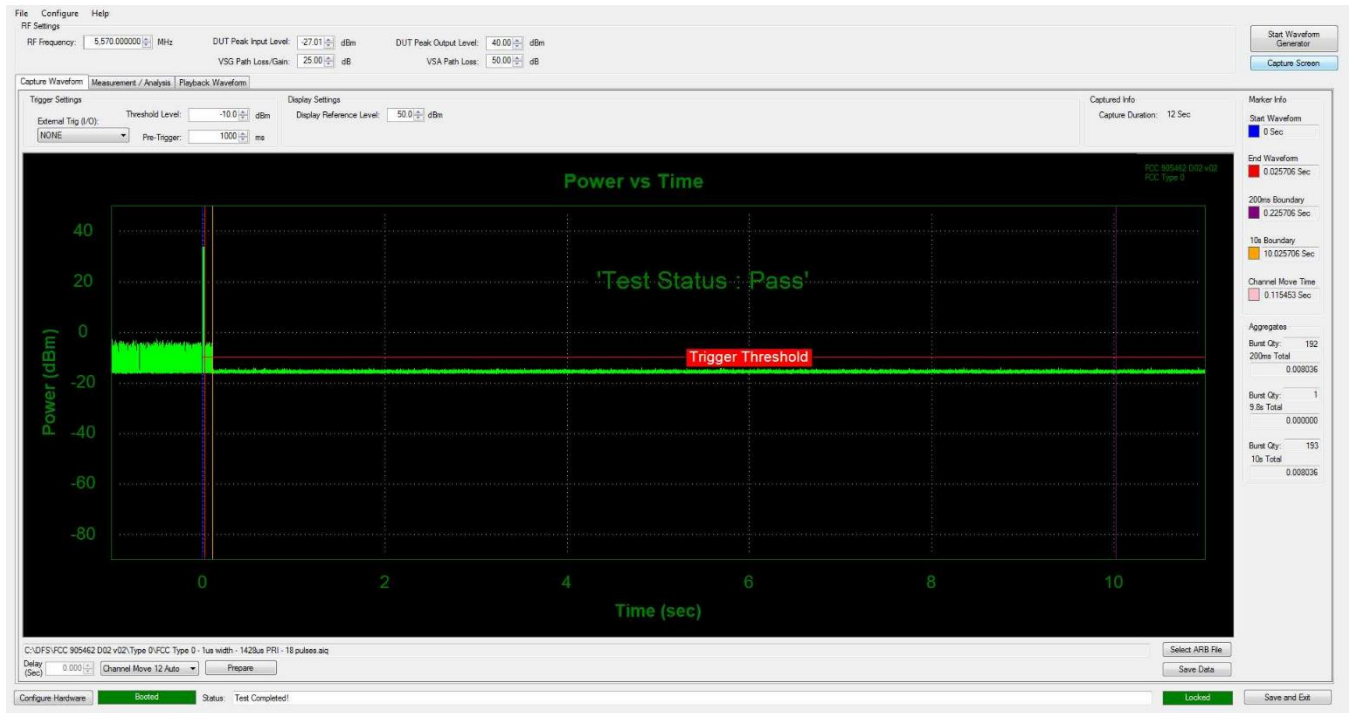 File Configure Help
RF Settings
RF Frequency: 5,570.000000 MHz DUT Peak Input Level: -27.01 dBm DUT Peak Output Level: 40.00 dBm
VSG Path Loss/Gain: 25.00 dB VSA Path Loss: 50.00 dB
Start Waveform Generator
Capture Screen
Capture Waveform Measurement / Analysis Playback Waveform
Trigger Settings
External Trig (I/O): Threshold Level: -10.0 dBm
NONE Pre-Trigger: 1000 ms
Display Settings
Display Reference Level: 50.0 dBm
Captured Info
Capture Duration: 12 Sec
Marker Info
Start Waveform
0 Sec
End Waveform
0.025706 Sec
200ms Boundary
0.225706 Sec
10s Boundary
10.025706 Sec
Channel Move Time
0.115453 Sec
Aggregates
Burst Qty: 192
200ms Total
0.008036
Burst Qty: 1
9.8s Total
0.000000
Burst Qty: 193
10s Total
0.008036
FCC 905462 D02 v02
FCC Type 0
Power vs Time
'Test Status : Pass'
Trigger Threshold
Power (dBm)
40
20
0
-20
-40
-60
-80
0 2 4 6 8 10
Time (sec)
C:\DFS\FCC 905462 D02 v02\Type 0\FCC Type 0 - 1us width - 1428us PRI - 18 pulses.aiq
Select ARB File
Delay (Sec) 0.000 Channel Move 12 Auto Prepare
Save Data
Configure Hardware Booted Status: Test Completed! Locked Save and Exit